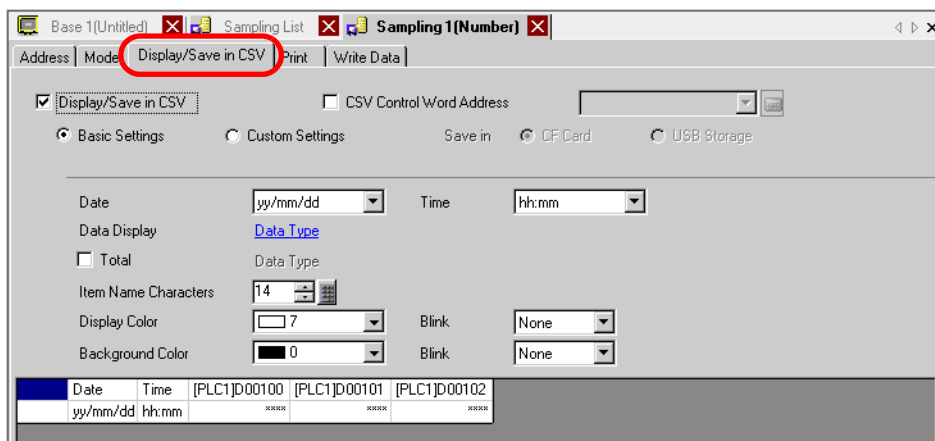 Base 1(Untitled) Sampling List Sampling 1(Number)
Address Mode Display/Save in CSV Print Write Data
Display/Save in CSV CSV Control Word Address
Basic Settings Custom Settings Save in CF Card USB Storage
Date yy/mm/dd Time hh:mm
Data Display Data Type
Total Data Type
Item Name Characters 14
Display Color 7 Blink None
Background Color 0 Blink None
Date Time [PLC1]D00100 [PLC1]D00101 [PLC1]D00102
yy/mm/dd hh:mm **** **** ****